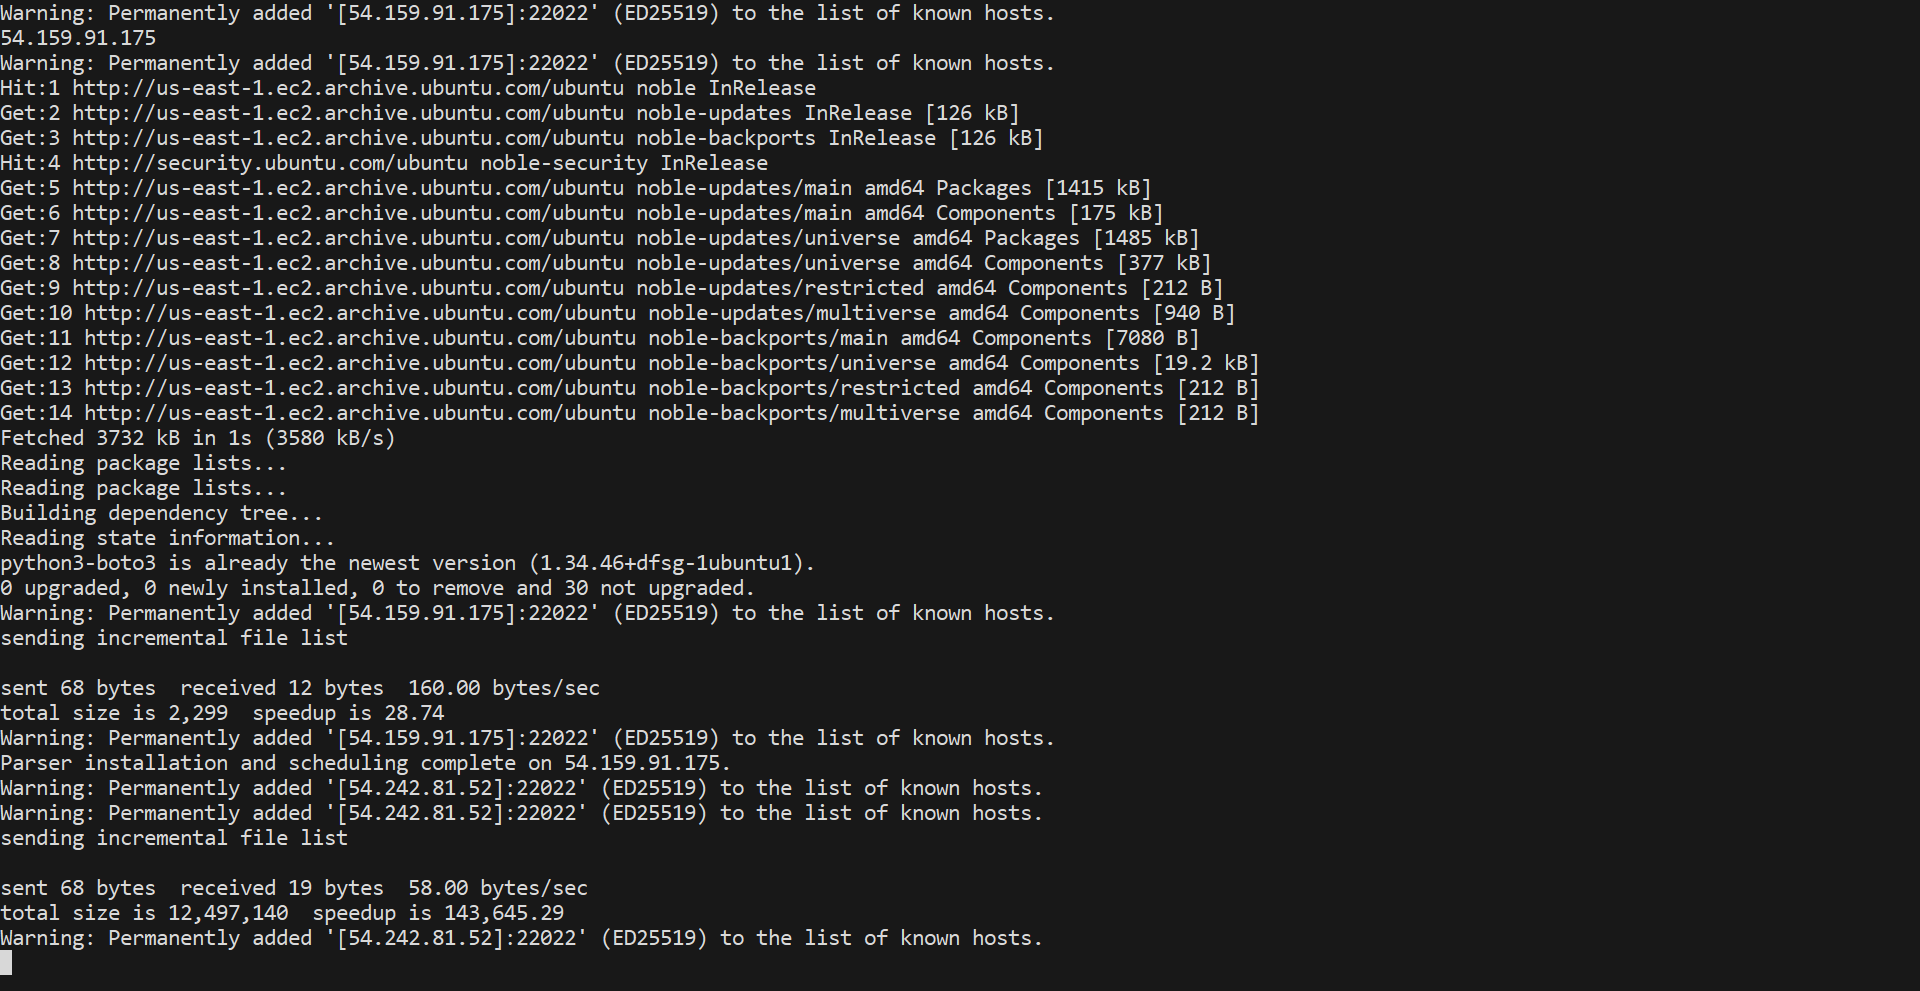 Warning: Permanently added '[54.159.91.175]:22022' (ED25519) to the list of known hosts.
54.159.91.175
Warning: Permanently added '[54.159.91.175]:22022' (ED25519) to the list of known hosts.
Hit:1 http://us-east-1.ec2.archive.ubuntu.com/ubuntu noble InRelease
Get:2 http://us-east-1.ec2.archive.ubuntu.com/ubuntu noble-updates InRelease [126 kB]
Get:3 http://us-east-1.ec2.archive.ubuntu.com/ubuntu noble-backports InRelease [126 kB]
Hit:4 http://security.ubuntu.com/ubuntu noble-security InRelease
Get:5 http://us-east-1.ec2.archive.ubuntu.com/ubuntu noble-updates/main amd64 Packages [1415 kB]
Get:6 http://us-east-1.ec2.archive.ubuntu.com/ubuntu noble-updates/main amd64 Components [175 kB]
Get:7 http://us-east-1.ec2.archive.ubuntu.com/ubuntu noble-updates/universe amd64 Packages [1485 kB]
Get:8 http://us-east-1.ec2.archive.ubuntu.com/ubuntu noble-updates/universe amd64 Components [377 kB]
Get:9 http://us-east-1.ec2.archive.ubuntu.com/ubuntu noble-updates/restricted amd64 Components [212 B]
Get:10 http://us-east-1.ec2.archive.ubuntu.com/ubuntu noble-updates/multiverse amd64 Components [940 B]
Get:11 http://us-east-1.ec2.archive.ubuntu.com/ubuntu noble-backports/main amd64 Components [7080 B]
Get:12 http://us-east-1.ec2.archive.ubuntu.com/ubuntu noble-backports/universe amd64 Components [19.2 kB]
Get:13 http://us-east-1.ec2.archive.ubuntu.com/ubuntu noble-backports/restricted amd64 Components [212 B]
Get:14 http://us-east-1.ec2.archive.ubuntu.com/ubuntu noble-backports/multiverse amd64 Components [212 B]
Fetched 3732 kB in 1s (3580 kB/s)
Reading package lists...
Reading package lists...
Building dependency tree...
Reading state information...
python3-boto3 is already the newest version (1.34.46+dfsg-1ubuntu1).
0 upgraded, 0 newly installed, 0 to remove and 30 not upgraded.
Warning: Permanently added '[54.159.91.175]:22022' (ED25519) to the list of known hosts.
sending incremental file list

sent 68 bytes  received 12 bytes  160.00 bytes/sec
total size is 2,299  speedup is 28.74
Warning: Permanently added '[54.159.91.175]:22022' (ED25519) to the list of known hosts.
Parser installation and scheduling complete on 54.159.91.175.
Warning: Permanently added '[54.242.81.52]:22022' (ED25519) to the list of known hosts.
Warning: Permanently added '[54.242.81.52]:22022' (ED25519) to the list of known hosts.
sending incremental file list

sent 68 bytes  received 19 bytes  58.00 bytes/sec
total size is 12,497,140  speedup is 143,645.29
Warning: Permanently added '[54.242.81.52]:22022' (ED25519) to the list of known hosts.